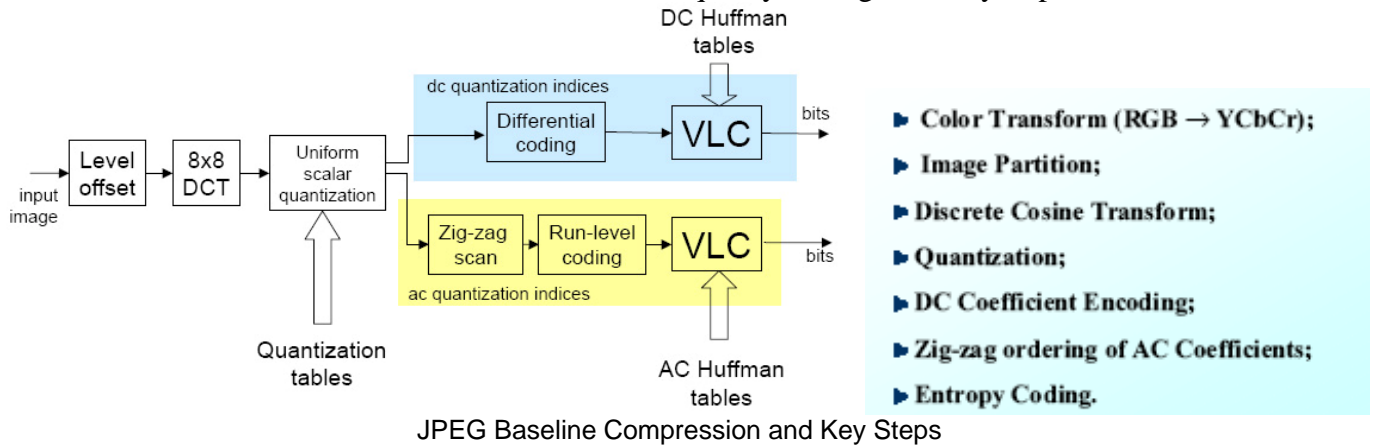 DC Huffman
tables
dc quantization indices
Differential
coding
VLC
bits
Level
offset
8x8
DCT
Uniform
scalar
quantization
input
image
Zig-zag
scan
Run-level
coding
VLC
bits
ac quantization indices
Quantization
tables
AC Huffman
tables
Color Transform (RGB → YCbCr);
Image Partition;
Discrete Cosine Transform;
Quantization;
DC Coefficient Encoding;
Zig-zag ordering of AC Coefficients;
Entropy Coding.
JPEG Baseline Compression and Key Steps